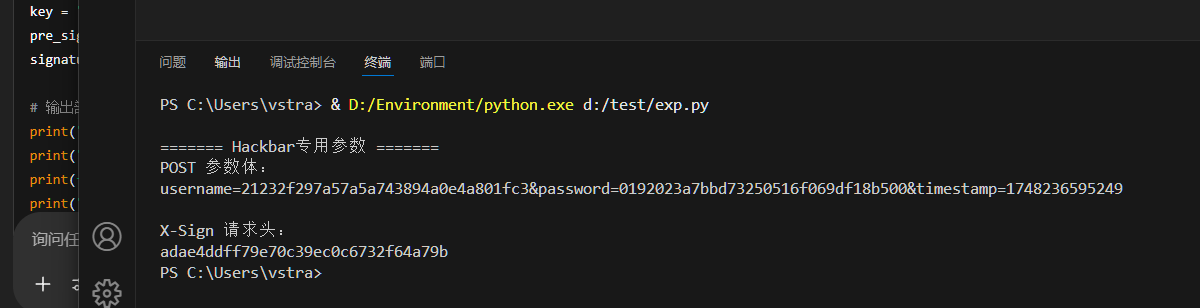 key =
pre_sig
signatu
# 输出
print(
print(
print(
print(
询问任
问题 输出 调试控制台 终端 端口
PS C:\Users\vstra> & D:/Environment/python.exe d:/test/exp.py
======= Hackbar专用参数 =======
POST 参数体：
username=21232f297a57a5a743894a0e4a801fc3&password=0192023a7bbd73250516f069df18b500&timestamp=1748236595249
X-Sign 请求头：
adae4ddff79e70c39ec0c6732f64a79b
PS C:\Users\vstra>